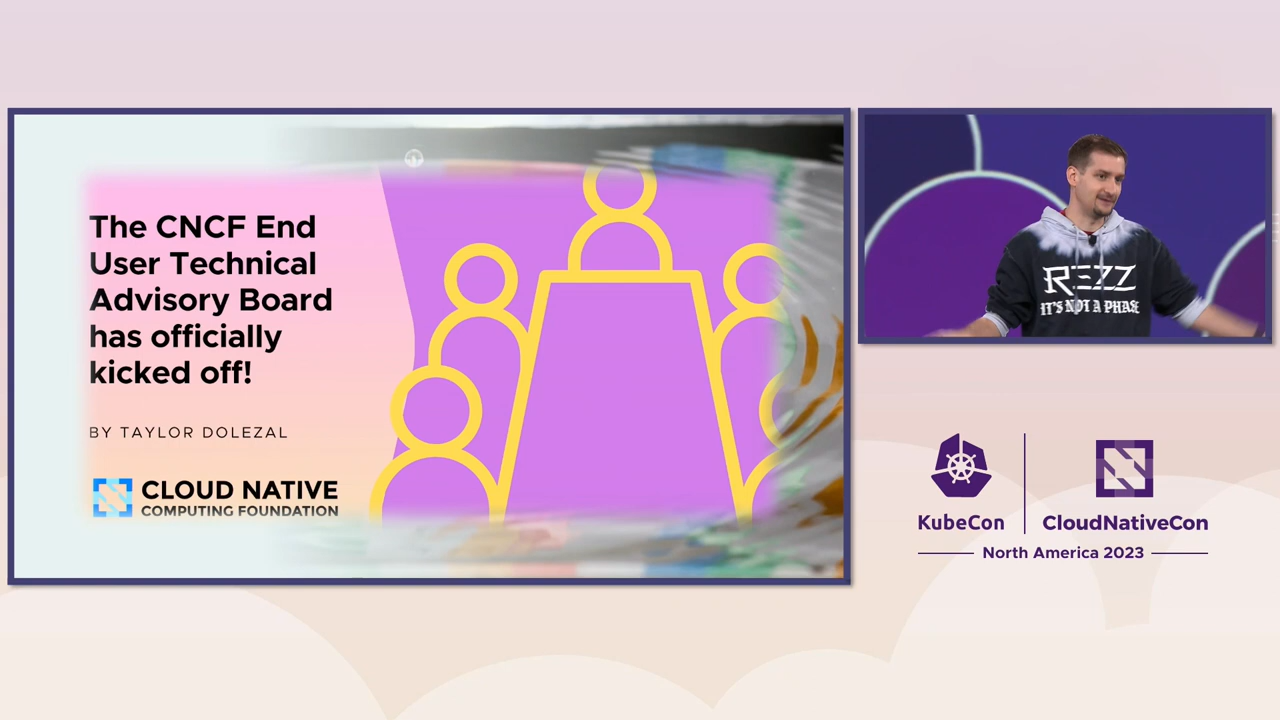 The CNCF End
User Technical
Advisory Board
has officially
kicked off!
BY TAYLOR DOLEZAL
CLOUD NATIVE
COMPUTING FOUNDATION
REZZ
IT'S NOT A PHASE
KubeCon
CloudNativeCon
North America 2023